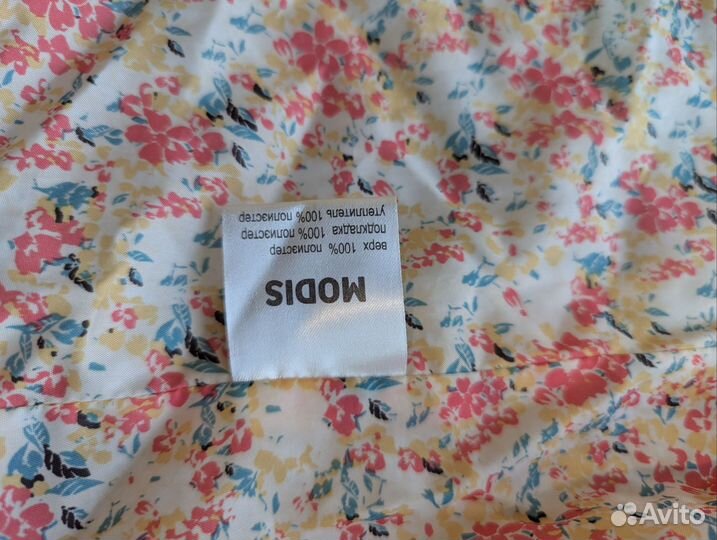 MODIS
верх 100% полиэстер
подкладка 100% полиэстер
утеплитель 100% полиэстер
Avito